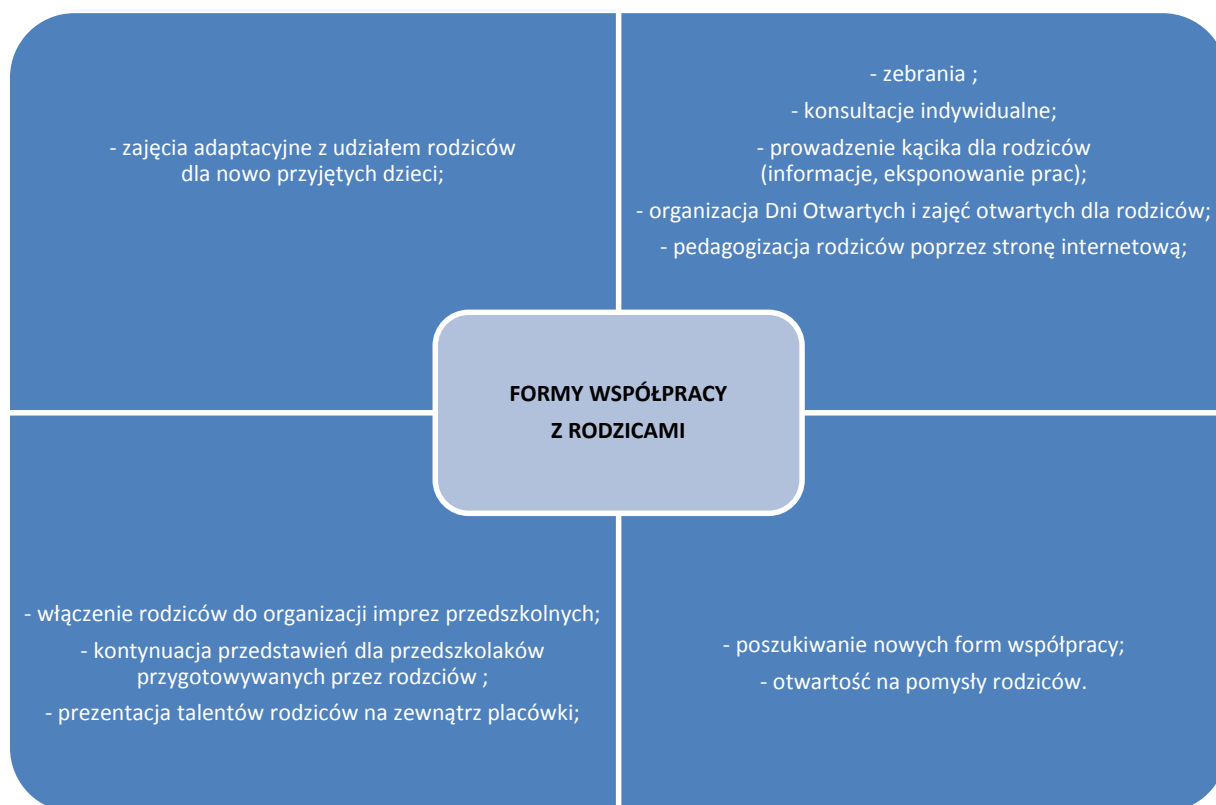 - zajęcia adaptacyjne z udziałem rodziców
dla nowo przyjętych dzieci;
- zebrania ;
- konsultacje indywidualne;
- prowadzenie kącika dla rodziców
(informacje, eksponowanie prac);
- organizacja Dni Otwartych i zajęć otwartych dla rodziców;
- pedagogizacja rodziców poprzez stronę internetową;
FORMY WSPÓŁPRACY
Z RODZICAMI
- włączenie rodziców do organizacji imprez przedszkolnych;
- kontynuacja przedstawień dla przedszkolaków
przygotowywanych przez rodzciów ;
- prezentacja talentów rodziców na zewnątrz placówki;
- poszukiwanie nowych form współpracy;
- otwartość na pomysły rodziców.